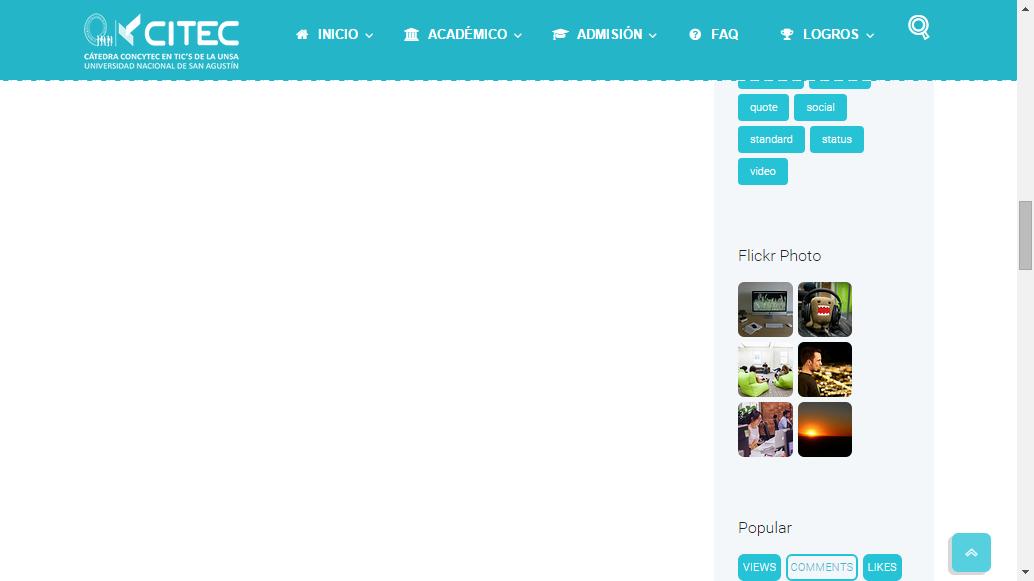 CITEC
CÁTEDRA CONCYTEC EN TIC'S DE LA UNSA
UNIVERSIDAD NACIONAL DE SAN AGUSTÍN
INICIO ACADÉMICO ADMISIÓN FAQ LOGROS
quote social
standard status
video
Flickr Photo
Popular
VIEWS COMMENTS LIKES